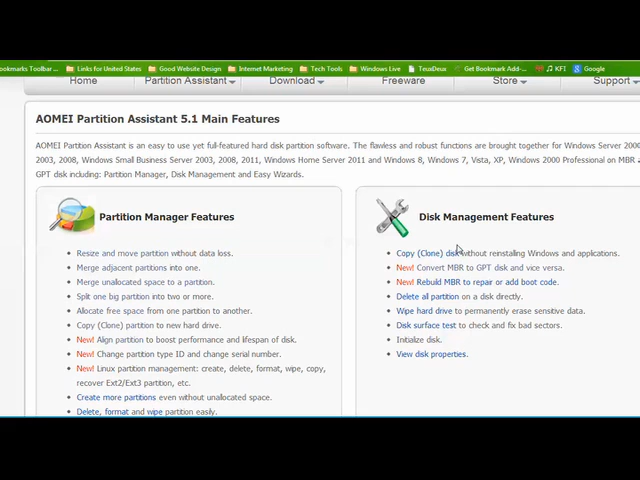 ookmarks Toolbar... Links for United States Good Website Design Internet Marketing Tech Tools Windows Live TeuxDeux Get Bookmark Add-... KFI Google
Home Partition Assistant Download Freeware Store Support
AOMEI Partition Assistant 5.1 Main Features
AOMEI Partition Assistant is an easy to use yet full-featured hard disk partition software. The flawless and robust functions are brought together for Windows Server 2000
2003, 2008, Windows Small Business Server 2003, 2008, 2011, Windows Home Server 2011 and Windows 8, Windows 7, Vista, XP, Windows 2000 Professional on MBR
GPT disk including: Partition Manager, Disk Management and Easy Wizards.
Partition Manager Features
Resize and move partition without data loss.
Merge adjacent partitions into one.
Merge unallocated space to a partition.
Split one big partition into two or more.
Allocate free space from one partition to another.
Copy (Clone) partition to new hard drive.
New! Align partition to boost performance and lifespan of disk.
New! Change partition type ID and change serial number.
New! Linux partition management: create, delete, format, wipe, copy,
recover Ext2/Ext3 partition, etc.
Create more partitions even without unallocated space.
Delete, format and wipe partition easily.
Disk Management Features
Copy (Clone) disk without reinstaling Windows and applications.
New! Convert MBR to GPT disk and vice versa.
New! Rebuild MBR to repair or add boot code.
Delete all partition on a disk directly.
Wipe hard drive to permanently erase sensitive data.
Disk surface test to check and fix bad sectors.
Initialize disk.
View disk properties.